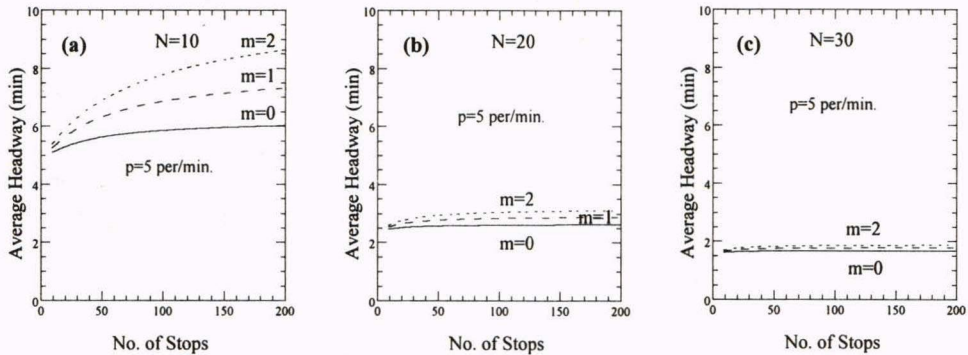 (a)
N=10
m=2
m=1
m=0
p=5 per/min.
Average Headway (min)
10
8
6
4
2
0
0
50
100
150
200
No. of Stops
(b)
N=20
p=5 per/min.
m=2
m=1
m=0
Average Headway (min)
10
8
6
4
2
0
0
50
100
150
200
No. of Stops
(c)
N=30
p=5 per/min.
m=2
m=0
Average Headway (min)
10
8
6
4
2
0
0
50
100
150
200
No. of Stops